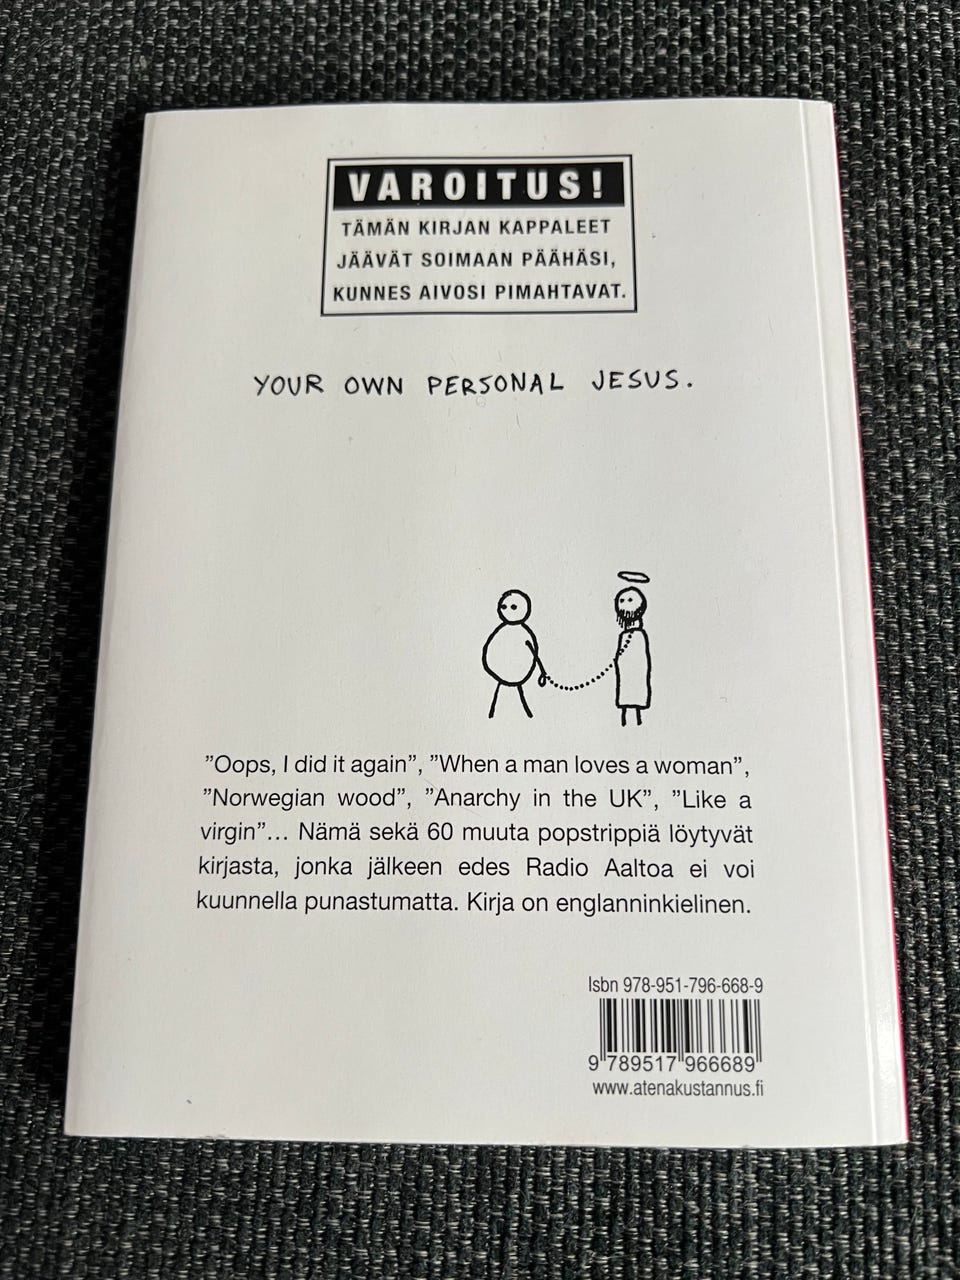 VAROITUS!
TÄMÄN KIRJAN KAPPALEET
JÄÄVÄT SOIMAAN PÄÄHÄSI,
KUNNES AIVOSI PIMAHTAVAT.
YOUR OWN PERSONAL JESUS.
”Oops, I did it again”, ”When a man loves a woman”,
”Norwegian wood”, ”Anarchy in the UK”, ”Like a
virgin”… Nämä sekä 60 muuta popstrippiä löytyvät
kirjasta, jonka jälkeen edes Radio Aaltoa ei voi
kuunnella punastumatta. Kirja on englanninkielinen.
Isbn 978-951-796-668-9
9 789517 966689
www.atenakustannus.fi